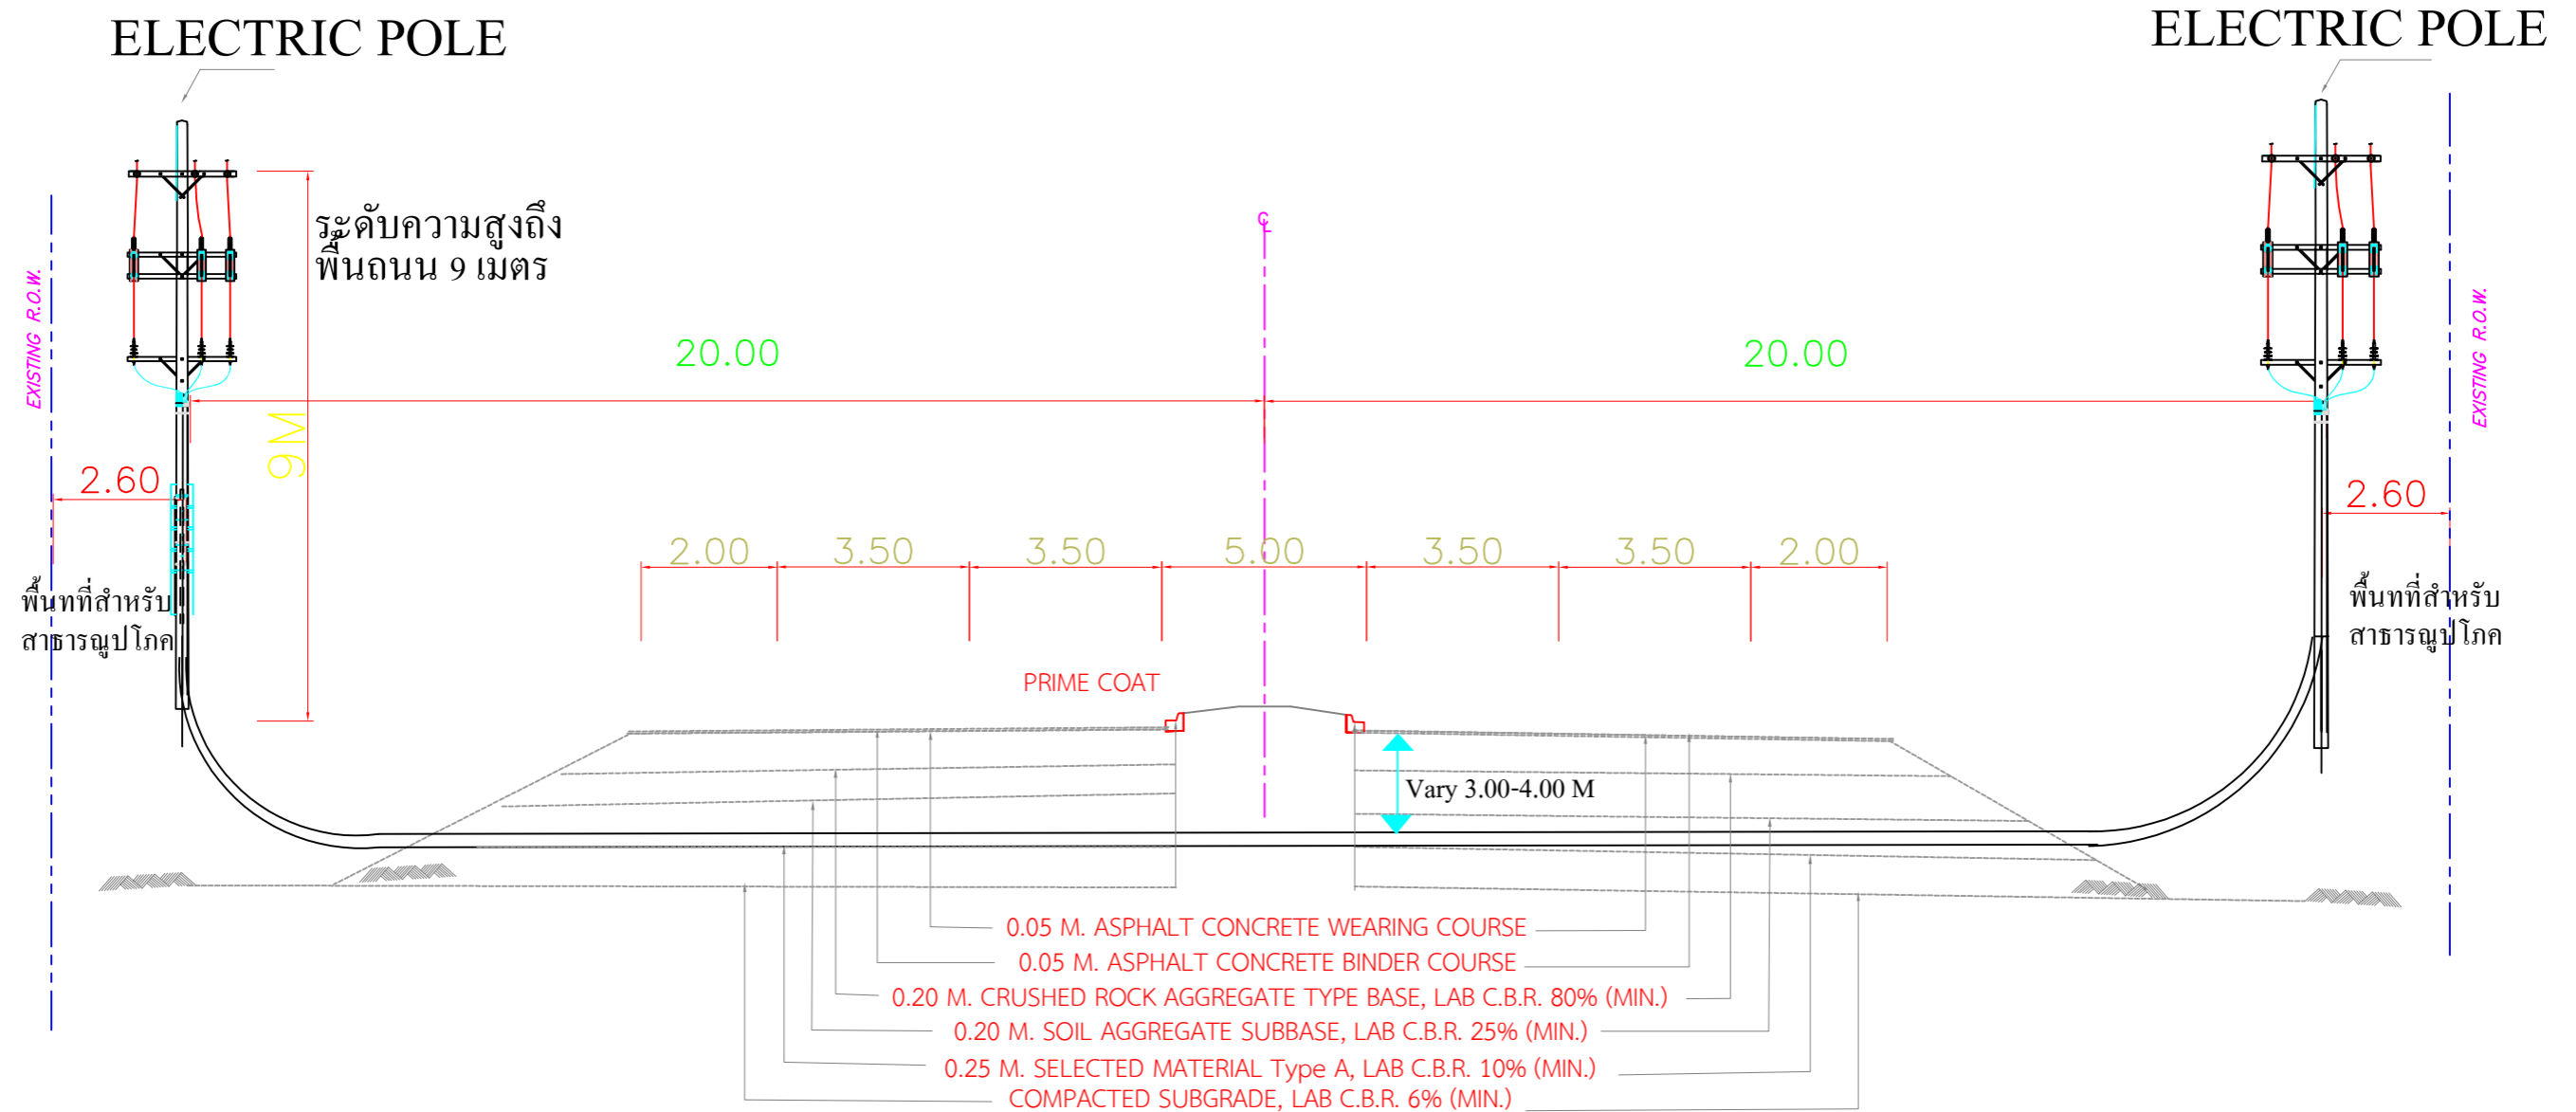 ELECTRIC POLE
ELECTRIC POLE
ระดับความสูงถึง
พื้นถนน 9 เมตร
℄
EXISTING R.O.W.
EXISTING R.O.W.
20.00
20.00
9M
2.60
2.60
2.00 3.50 3.50 5.00 3.50 3.50 2.00
พื้นทที่สำหรับ
สาธารณูปโภค
พื้นทที่สำหรับ
สาธารณูปโภค
PRIME COAT
Vary 3.00-4.00 M
0.05 M. ASPHALT CONCRETE WEARING COURSE
0.05 M. ASPHALT CONCRETE BINDER COURSE
0.20 M. CRUSHED ROCK AGGREGATE TYPE BASE, LAB C.B.R. 80% (MIN.)
0.20 M. SOIL AGGREGATE SUBBASE, LAB C.B.R. 25% (MIN.)
0.25 M. SELECTED MATERIAL Type A, LAB C.B.R. 10% (MIN.)
COMPACTED SUBGRADE, LAB C.B.R. 6% (MIN.)